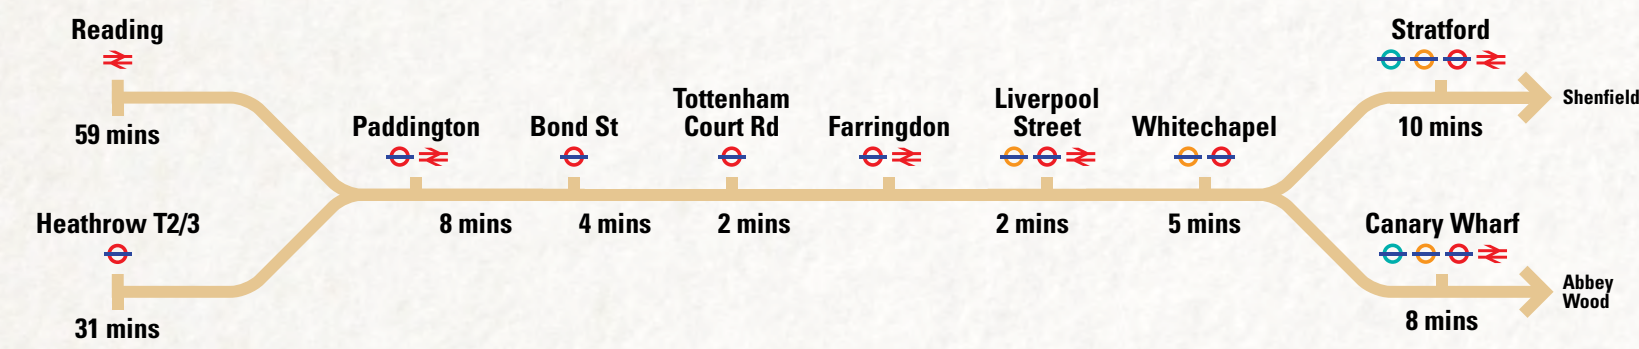 Reading
59 mins
Heathrow T2/3
31 mins
Paddington
Bond St
Tottenham
Court Rd
Farringdon
Liverpool
Street
Whitechapel
8 mins
4 mins
2 mins
2 mins
5 mins
Stratford
10 mins
Shenfield
Canary Wharf
8 mins
Abbey
Wood